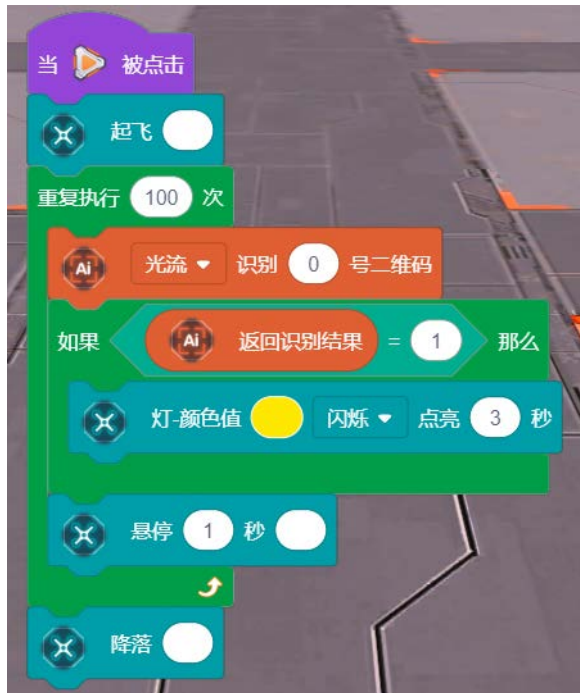 当 被点击
起飞
重复执行 100 次
Ai 光流 识别 0 号二维码
如果 Ai 返回识别结果 = 1 那么
灯-颜色值 闪烁 点亮 3 秒
悬停 1 秒
降落